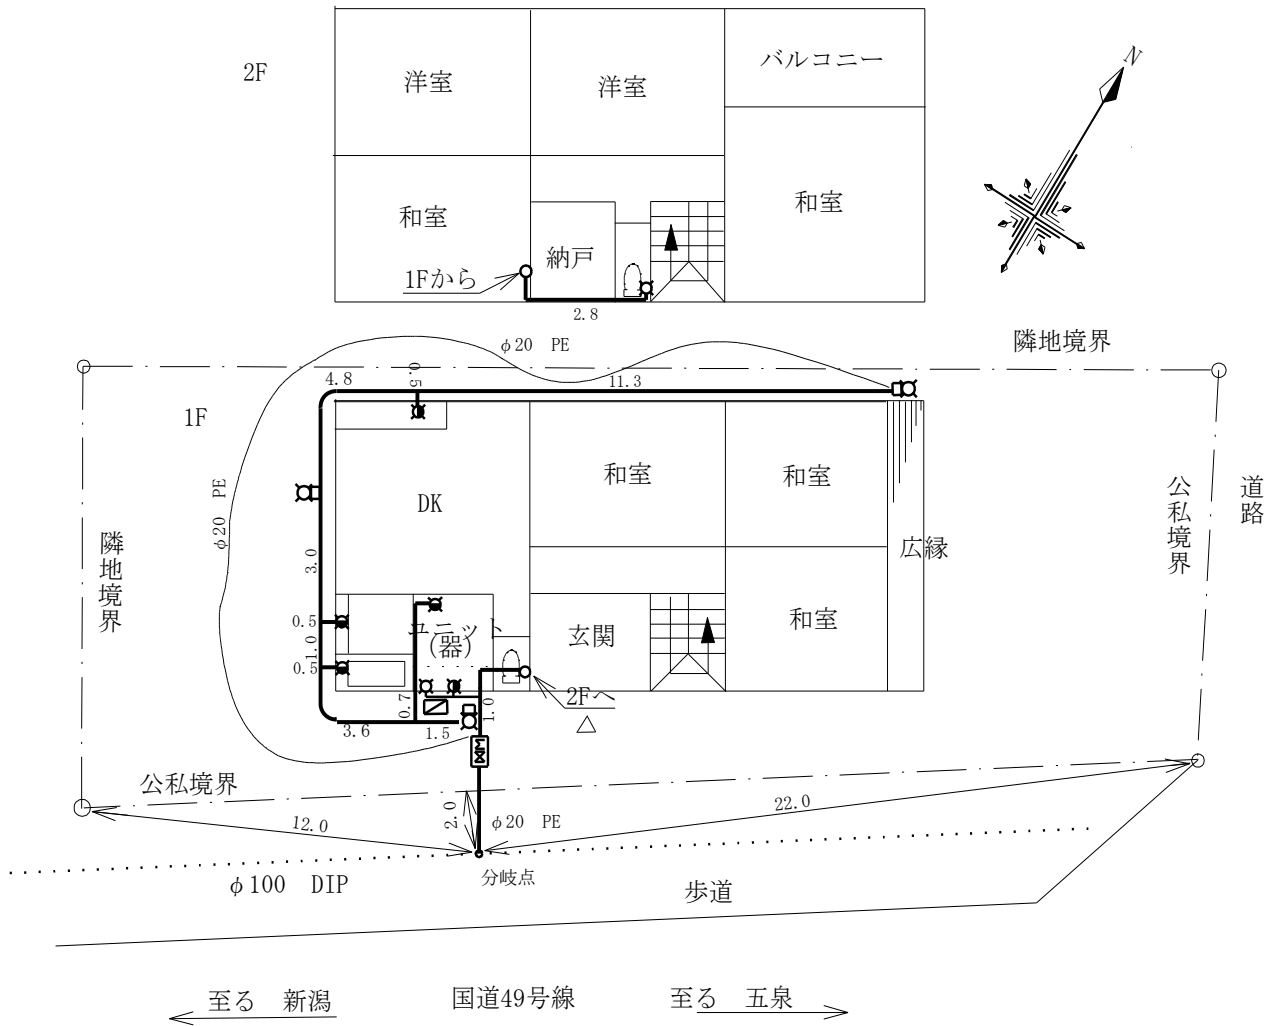 2F
洋室
洋室
バルコニー
N
和室
納戸
和室
1Fから
2.8
φ20 PE
隣地境界
4.8
0.5
11.3
1F
φ20 PE
DK
和室
和室
公私境界
道路
隣地境界
3.0
広縁
0.5
1.0
0.5
ユニット
(器)
玄関
和室
2Fへ
△
0.7
1.0
3.6
1.5
公私境界
12.0
2.0
φ20 PE
22.0
分岐点
φ100 DIP
歩道
至る 新潟
国道49号線
至る 五泉